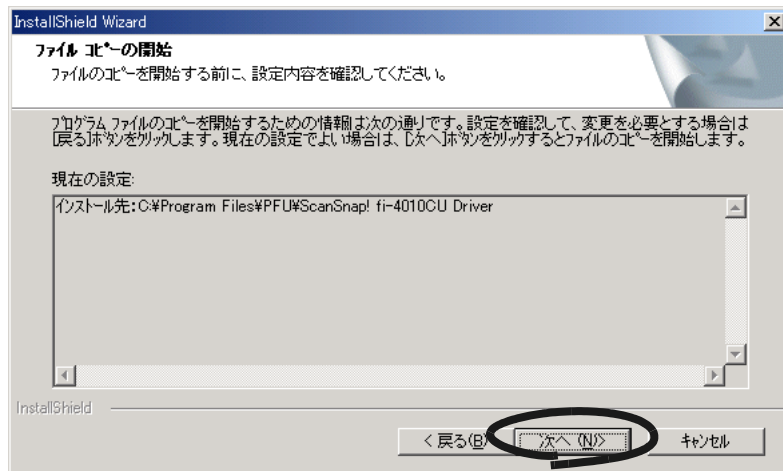 InstallShield Wizard
ファイル コピーの開始
ファイルのコピーを開始する前に、設定内容を確認してください。
プログラム ファイルのコピーを開始するための情報は次の通りです。設定を確認して、変更を必要とする場合は
[戻る]ボタンをクリックします。現在の設定でよい場合は、[次へ]ボタンをクリックするとファイルのコピーを開始します。
現在の設定:
インストール先:C:¥Program Files¥PFU¥ScanSnap! fi-4010CU Driver
InstallShield
< 戻る(B) 次へ (N)> キャンセル